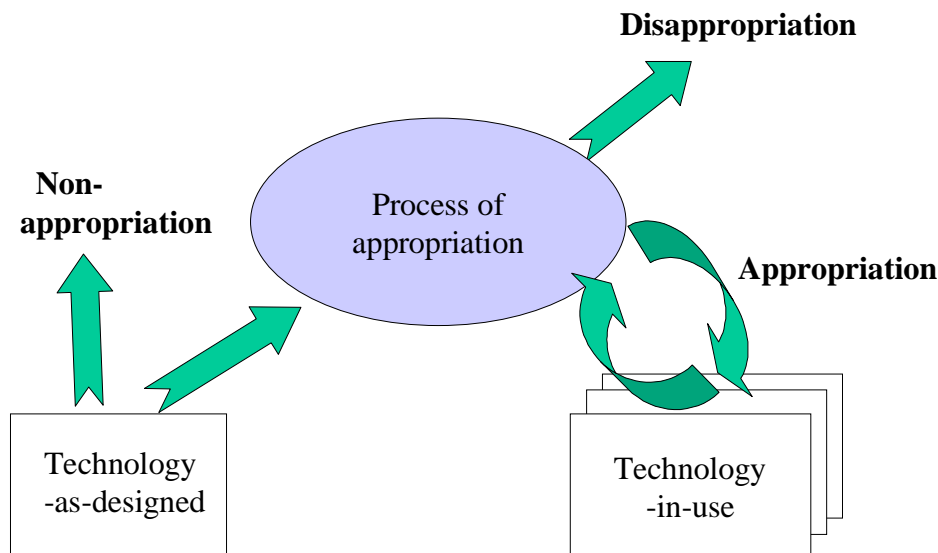 Disappropriation
Non-
appropriation
Process of
appropriation
Appropriation
Technology
-as-designed
Technology
-in-use